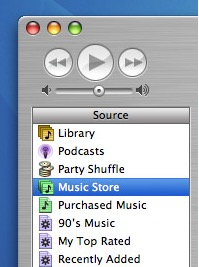 Source
Library
Podcasts
Party Shuffle
Music Store
Purchased Music
90's Music
My Top Rated
Recently Added